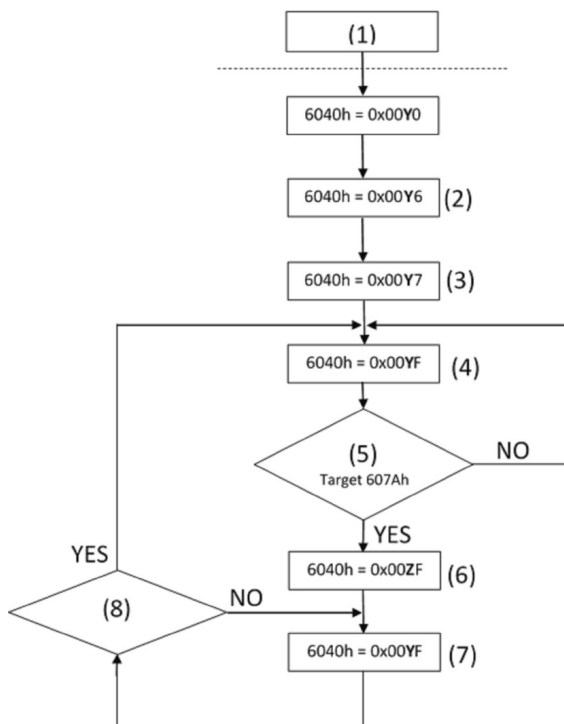 (1)
6040h = 0x00Y0
6040h = 0x00Y6 (2)
6040h = 0x00Y7 (3)
6040h = 0x00YF (4)
(5)
Target 607Ah
NO
YES
YES
6040h = 0x00ZF (6)
(8)
NO
6040h = 0x00YF (7)